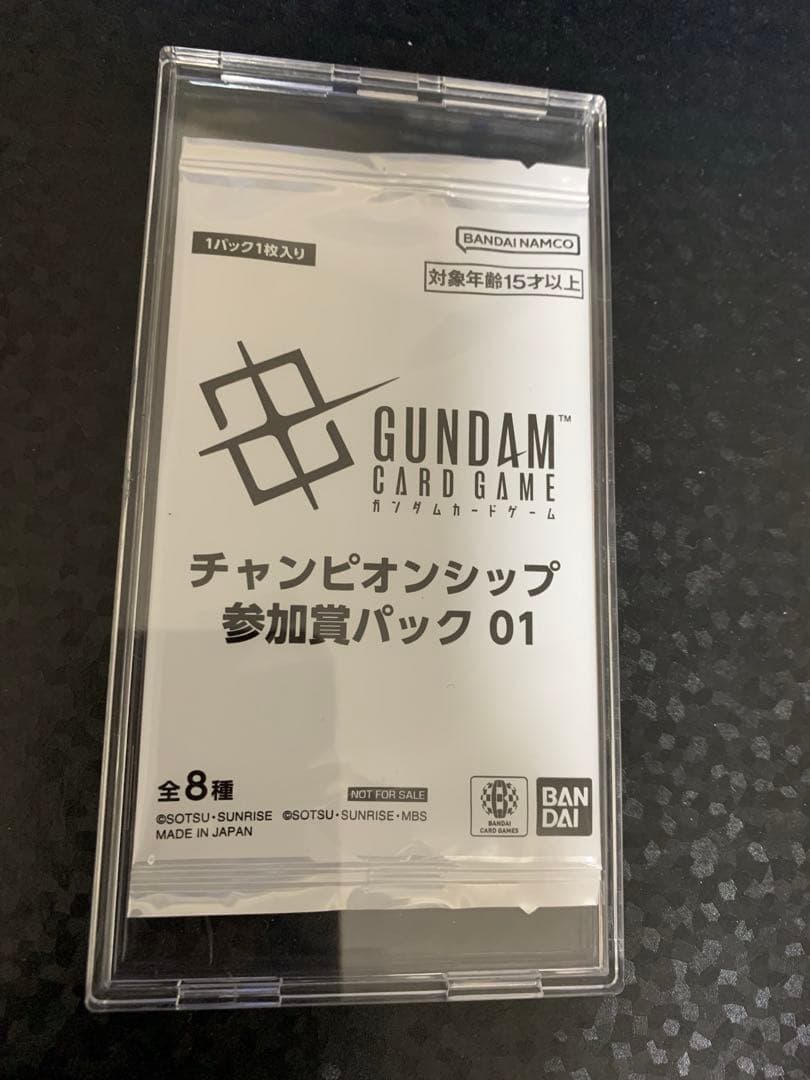 1パック1枚入り
BANDAI NAMCO
対象年齢15才以上
GUNDAM™
CARD GAME
ガンダムカードゲーム
チャンピオンシップ
参加賞パック 01
全8種
NOT FOR SALE
©SOTSU・SUNRISE ©SOTSU・SUNRISE・MBS
MADE IN JAPAN
BANDAI
CARD GAMES
BAN
DAI